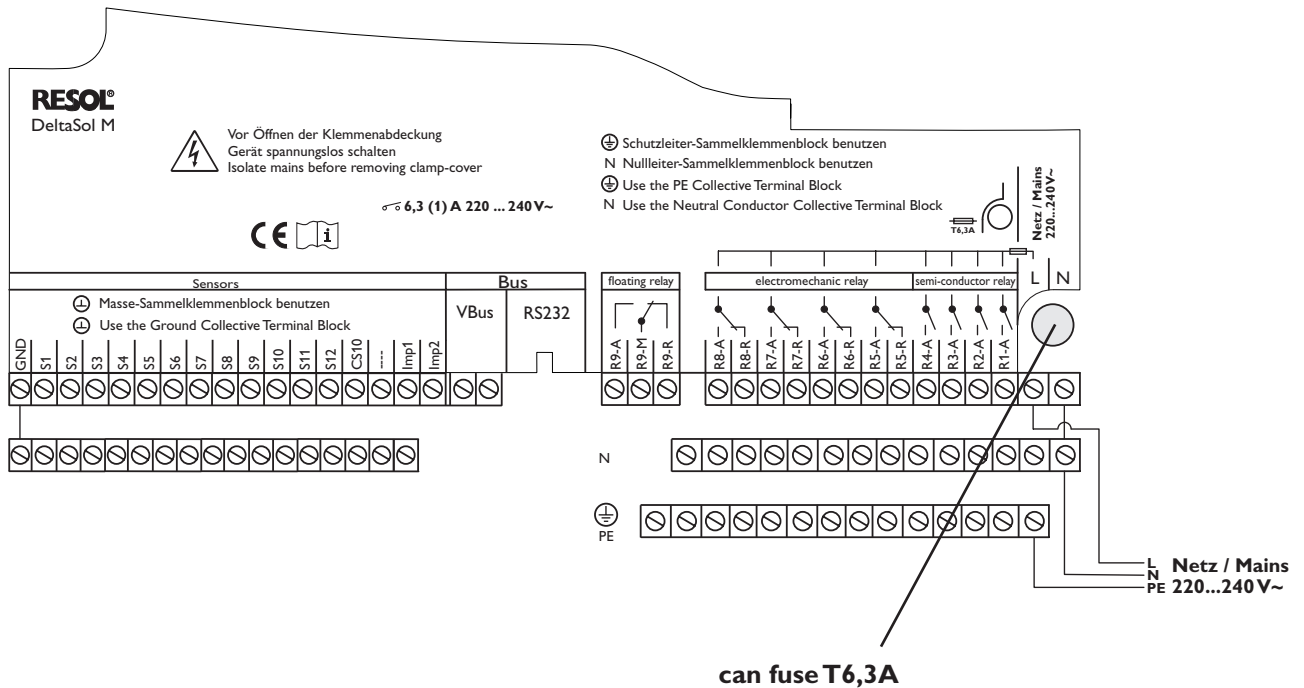 RESOL®
DeltaSol M
Vor Öffnen der Klemmenabdeckung
Gerät spannungslos schalten
Isolate mains before removing clamp-cover
6,3 (1) A 220 ... 240 V~
CE i
Schutzleiter-Sammelklemmenblock benutzen
N Nullleiter-Sammelklemmenblock benutzen
Use the PE Collective Terminal Block
N Use the Neutral Conductor Collective Terminal Block
T6,3A
Netz / Mains
220...240 V~
Sensors
Masse-Sammelklemmenblock benutzen
Use the Ground Collective Terminal Block
Bus
VBus RS232
floating relay
electromechanic relay
semi-conductor relay
L N
GND S1 S2 S3 S4 S5 S6 S7 S8 S9 S10 S11 S12 CS10 ---- Imp1 Imp2
R9-A R9-M R9-R
R8-A R8-R R7-A R7-R R6-A R6-R R5-A R5-R R4-A R3-A R2-A R1-A
N
PE
L Netz / Mains
N
PE 220...240 V~
can fuse T6,3A